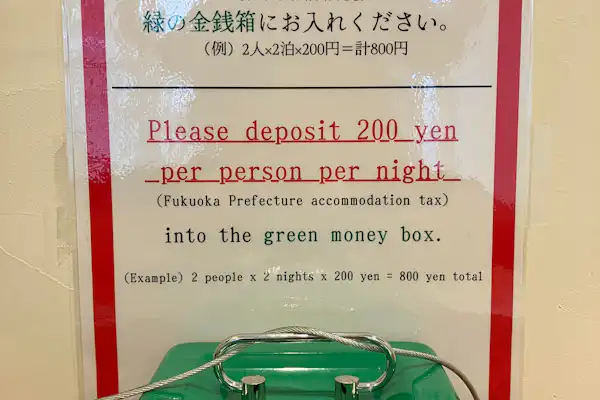 緑の金銭箱にお入れください。
（例）2人×2泊×200円＝計800円
Please deposit 200 yen
per person per night
(Fukuoka Prefecture accommodation tax)
into the green money box.
(Example) 2 people x 2 nights x 200 yen = 800 yen total